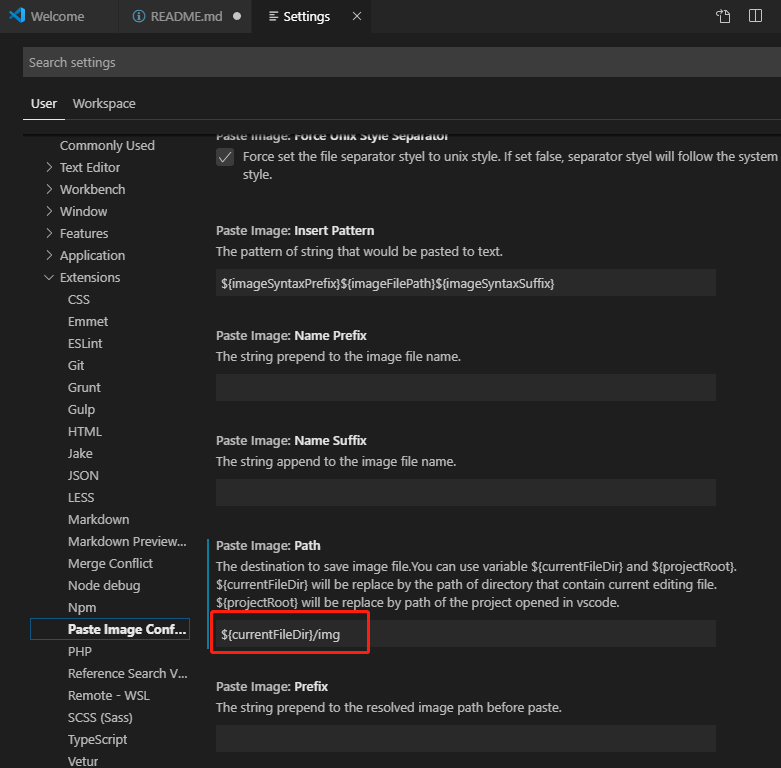 Welcome
README.md
Settings
Search settings
User
Workspace
Commonly Used
Text Editor
Workbench
Window
Features
Application
Extensions
CSS
Emmet
ESLint
Git
Grunt
Gulp
HTML
Jake
JSON
LESS
Markdown
Markdown Preview...
Merge Conflict
Node debug
Npm
Paste Image Conf...
PHP
Reference Search V...
Remote - WSL
SCSS (Sass)
TypeScript
Vetur
Paste Image: Force Unix Style Separator
Force set the file separator styel to unix style. If set false, separator styel will follow the system
style.
Paste Image: Insert Pattern
The pattern of string that would be pasted to text.
${imageSyntaxPrefix}${imageFilePath}${imageSyntaxSuffix}
Paste Image: Name Prefix
The string prepend to the image file name.
Paste Image: Name Suffix
The string append to the image file name.
Paste Image: Path
The destination to save image file.You can use variable ${currentFileDir} and ${projectRoot}.
${currentFileDir} will be replace by the path of directory that contain current editing file.
${projectRoot} will be replace by path of the project opened in vscode.
${currentFileDir}/img
Paste Image: Prefix
The string prepend to the resolved image path before paste.